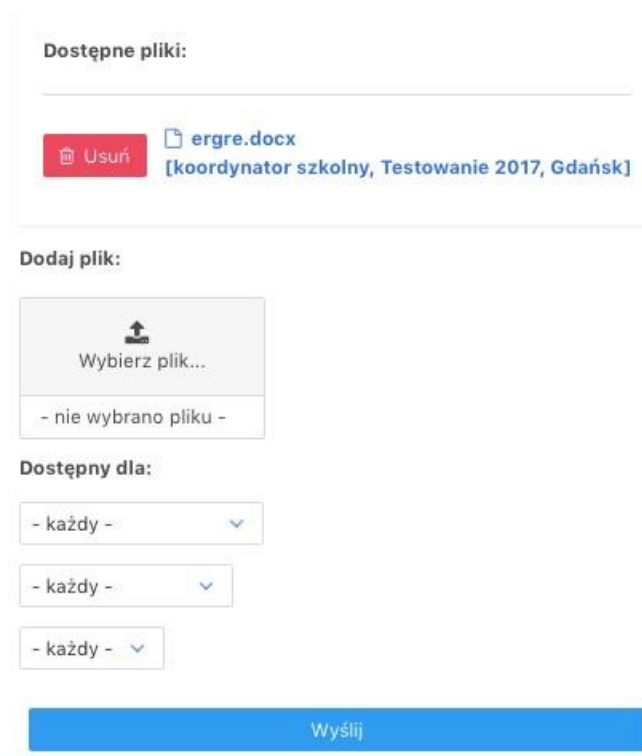 Dostępne pliki:
Usuń
ergre.docx
[koordynator szkolny, Testowanie 2017, Gdańsk]
Dodaj plik:
Wybierz plik...
- nie wybrano pliku -
Dostępny dla:
- każdy -
- każdy -
- każdy -
Wyślij